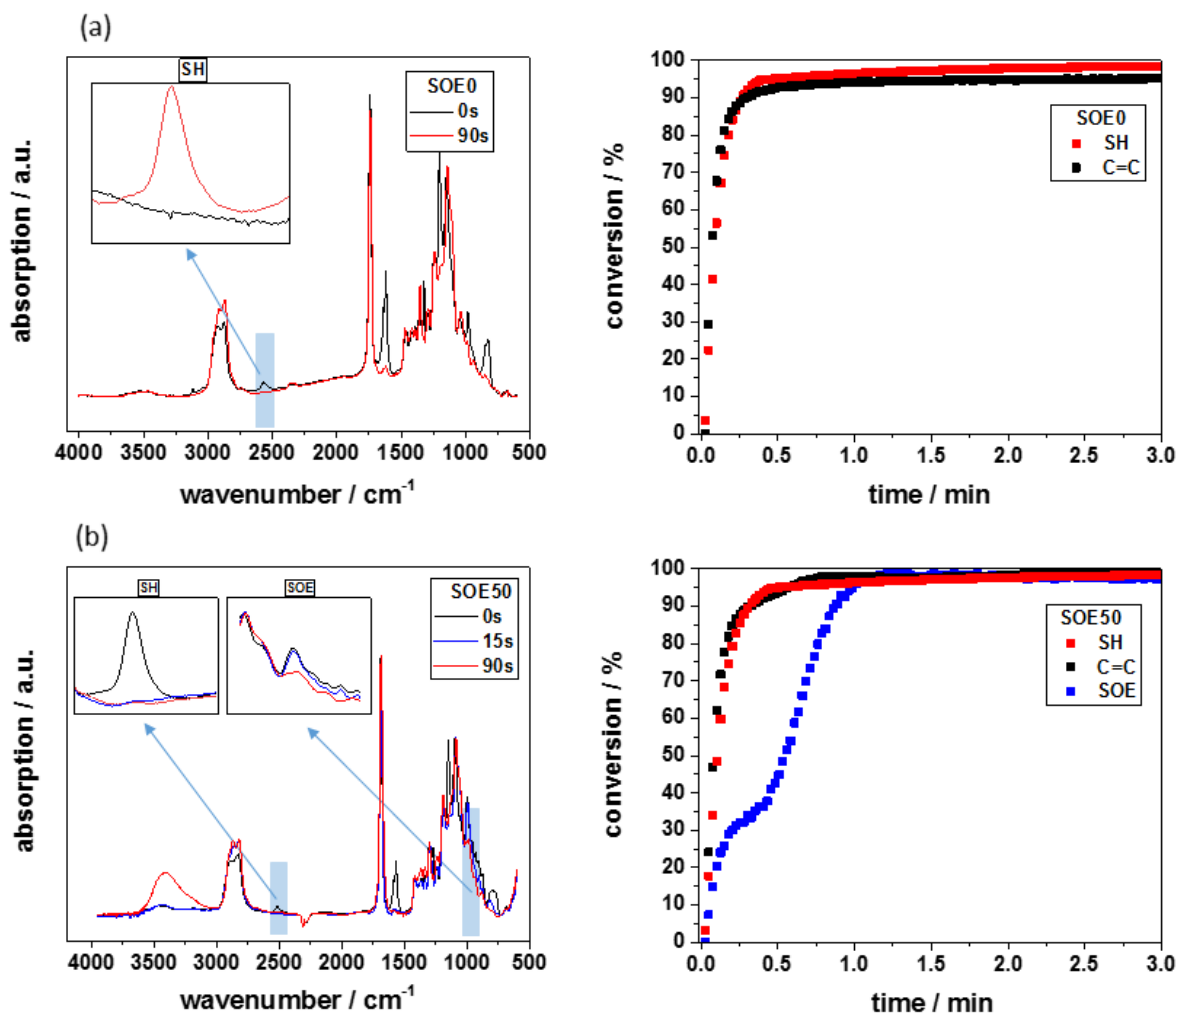 (a)
SH
SOE0
0s
90s
absorption / a.u.
4000 3500 3000 2500 2000 1500 1000 500
wavenumber / cm-1
100
90
80
70
60
50
40
30
20
10
0
conversion / %
SOE0
SH
C=C
0.0 0.5 1.0 1.5 2.0 2.5 3.0
time / min
(b)
SH
SOE
SOE50
0s
15s
90s
absorption / a.u.
4000 3500 3000 2500 2000 1500 1000 500
wavenumber / cm-1
100
90
80
70
60
50
40
30
20
10
0
conversion / %
SOE50
SH
C=C
SOE
0.0 0.5 1.0 1.5 2.0 2.5 3.0
time / min